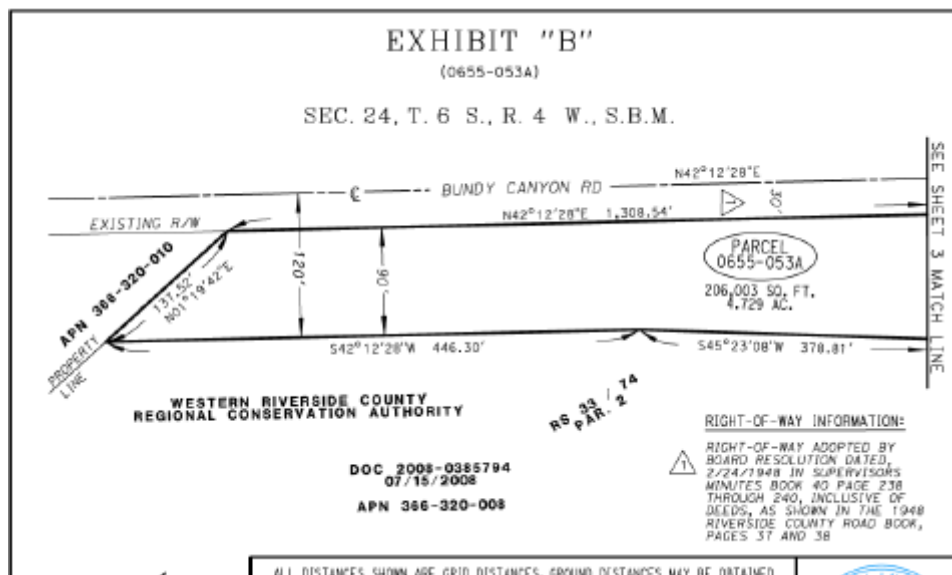 EXHIBIT "B"
(0655-053A)
SEC. 24, T. 6 S., R. 4 W., S.B.M.
N42°12'28"E
℄ BUNDY CANYON RD
EXISTING R/W
N42°12'28"E 1,308.54'
1
30'
SEE SHEET 3 MATCH LINE
APN 366-320-010
137.52'
N01°19'42"E
120'
90'
PARCEL
0655-053A
206,003 SQ. FT.
4.729 AC.
PROPERTY
LINE
S42°12'28"W 446.30'
S45°23'08"W 378.81'
WESTERN RIVERSIDE COUNTY
REGIONAL CONSERVATION AUTHORITY
RS 33 / 74
PAR. 2
DOC 2008-0385794
07/15/2008
APN 366-320-008
RIGHT-OF-WAY INFORMATION:
1
RIGHT-OF-WAY ADOPTED BY
BOARD RESOLUTION DATED,
2/24/1948 IN SUPERVISORS
MINUTES BOOK 40 PAGE 238
THROUGH 240, INCLUSIVE OF
DEEDS, AS SHOWN IN THE 1948
RIVERSIDE COUNTY ROAD BOOK,
PAGES 37 AND 38
ALL DISTANCES SHOWN ARE GRID DISTANCES. GROUND DISTANCES MAY BE OBTAINED